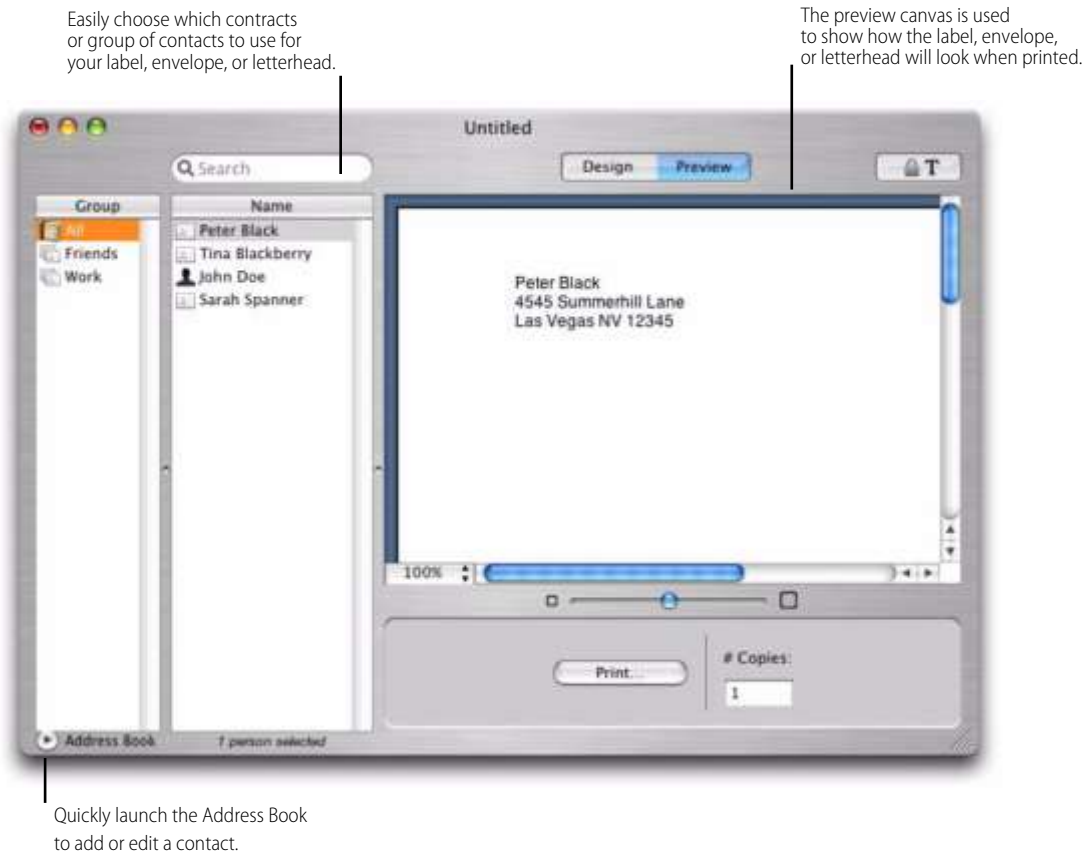 Easily choose which contracts
or group of contacts to use for
your label, envelope, or letterhead.
The preview canvas is used
to show how the label, envelope,
or letterhead will look when printed.
Untitled
Search
Design Preview
T
Group
Name
All
Friends
Work
Peter Black
Tina Blackberry
John Doe
Sarah Spanner
Peter Black
4545 Summerhill Lane
Las Vegas NV 12345
100%
Print...
# Copies:
1
Address Book
1 person selected
Quickly launch the Address Book
to add or edit a contact.